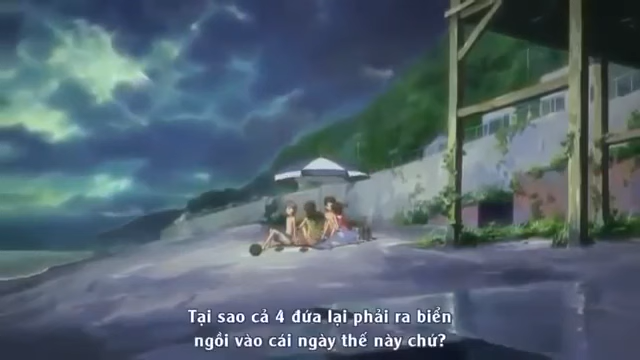 Tại sao cả 4 đứa lại phải ra biển
ngồi vào cái ngày thế này chứ?